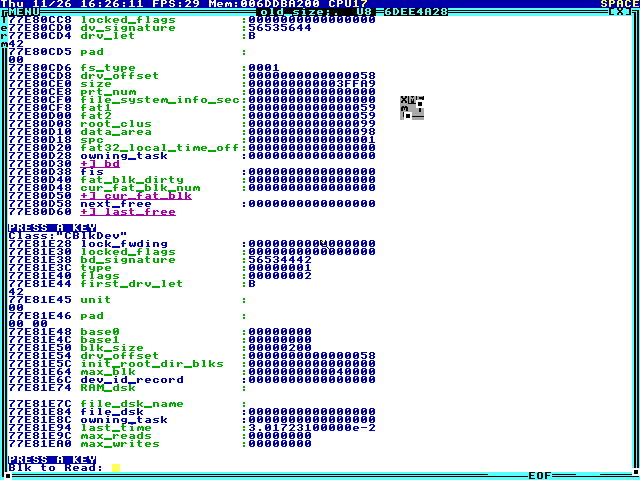 Thu 11/26 16:26:11 FPS:29 Mem:006DDBA200 CPU17 SPACE
MENU old_size:. U8 =6DEE4A28 [X]
Term
77E80CC8 locked_flags :0000000000000000
77E80CD0 dv_signature :56535644
77E80CD4 drv_let :B
42
77E80CD5 pad :
00
77E80CD6 fs_type :0001
77E80CD8 drv_offset :0000000000000058
77E80CE0 size :000000000003FFA9
77E80CE8 prt_num :0000000000000000
77E80CF0 file_system_info_sec:0000000000000000
77E80CF8 fat1 :0000000000000059
77E80D00 fat2 :0000000000000059
77E80D08 root_clus :0000000000000099
77E80D10 data_area :0000000000000098
77E80D18 spc :0000000000000001
77E80D20 fat32_local_time_off:0000000000000000
77E80D28 owning_task :0000000000000000
77E80D30 +] bd
77E80D38 fis :0000000000000000
77E80D40 fat_blk_dirty :0000000000000000
77E80D48 cur_fat_blk_num :0000000000000000
77E80D50 +] cur_fat_blk
77E80D58 next_free :0000000000000000
77E80D60 +] last_free
PRESS A KEY
Class:"CBlkDev"
77E81E28 lock_fwding :0000000000000000
77E81E30 locked_flags :0000000000000000
77E81E38 bd_signature :56534442
77E81E3C type :00000001
77E81E40 flags :00000002
77E81E44 first_drv_let :B
42
77E81E45 unit :
00
77E81E46 pad :
00 00
77E81E48 base0 :00000000
77E81E4C base1 :00000000
77E81E50 blk_size :00000200
77E81E54 drv_offset :0000000000000058
77E81E5C init_root_dir_blks :0000000000000000
77E81E64 max_blk :0000000000040000
77E81E6C dev_id_record :0000000000000000
77E81E74 RAM_dsk :
77E81E7C file_dsk_name :
77E81E84 file_dsk :0000000000000000
77E81E8C owning_task :0000000000000000
77E81E94 last_time :3.01723100000e-2
77E81E9C max_reads :00000000
77E81EA0 max_writes :00000000
PRESS A KEY
Blk to Read:
EOF